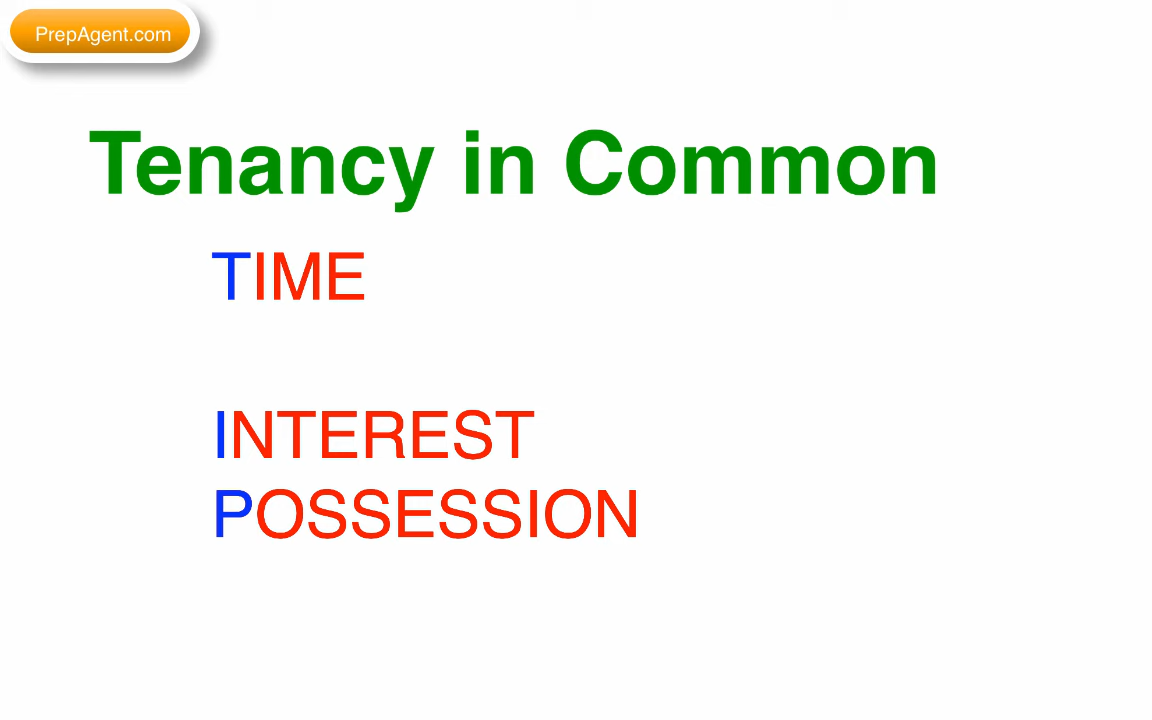 PrepAgent.com
Tenancy in Common
TIME
INTEREST
POSSESSION